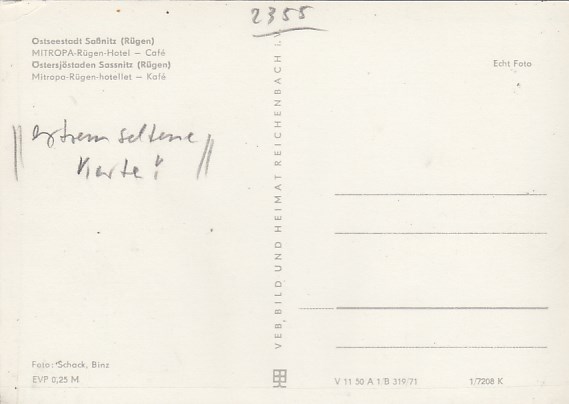 2355
Ostseestadt Saßnitz (Rügen)
MITROPA-Rügen-Hotel — Café
Östersjöstaden Sassnitz (Rügen)
Mitropa-Rügen-hotellet — Kafé
Echt Foto
extrem seltene
Karte!
VEB, BILD UND HEIMAT REICHENBACH i.V.
Foto: Schack, Binz
EVP 0,25 M
V 11 50 A 1/B 319/71
1/7208 K